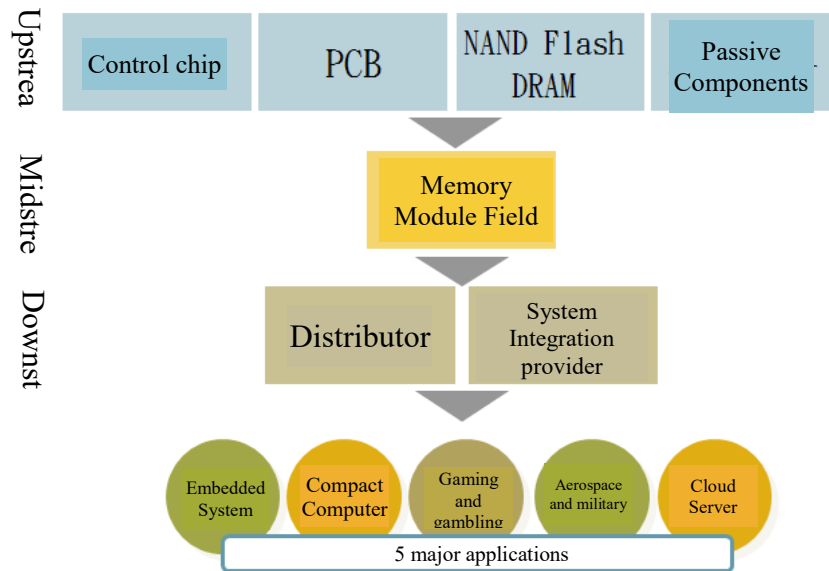 Upstrea
Control chip
PCB
NAND Flash
DRAM
Passive
Components
Midstre
Memory
Module Field
Downst
Distributor
System
Integration
provider
Embedded
System
Compact
Computer
Gaming
and
gambling
Aerospace
and military
Cloud
Server
5 major applications